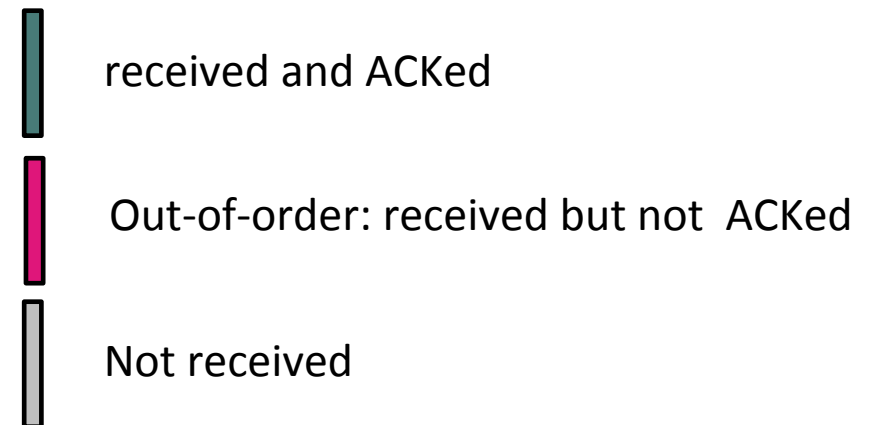 received and ACKed
Out-of-order: received but not ACKed
Not received